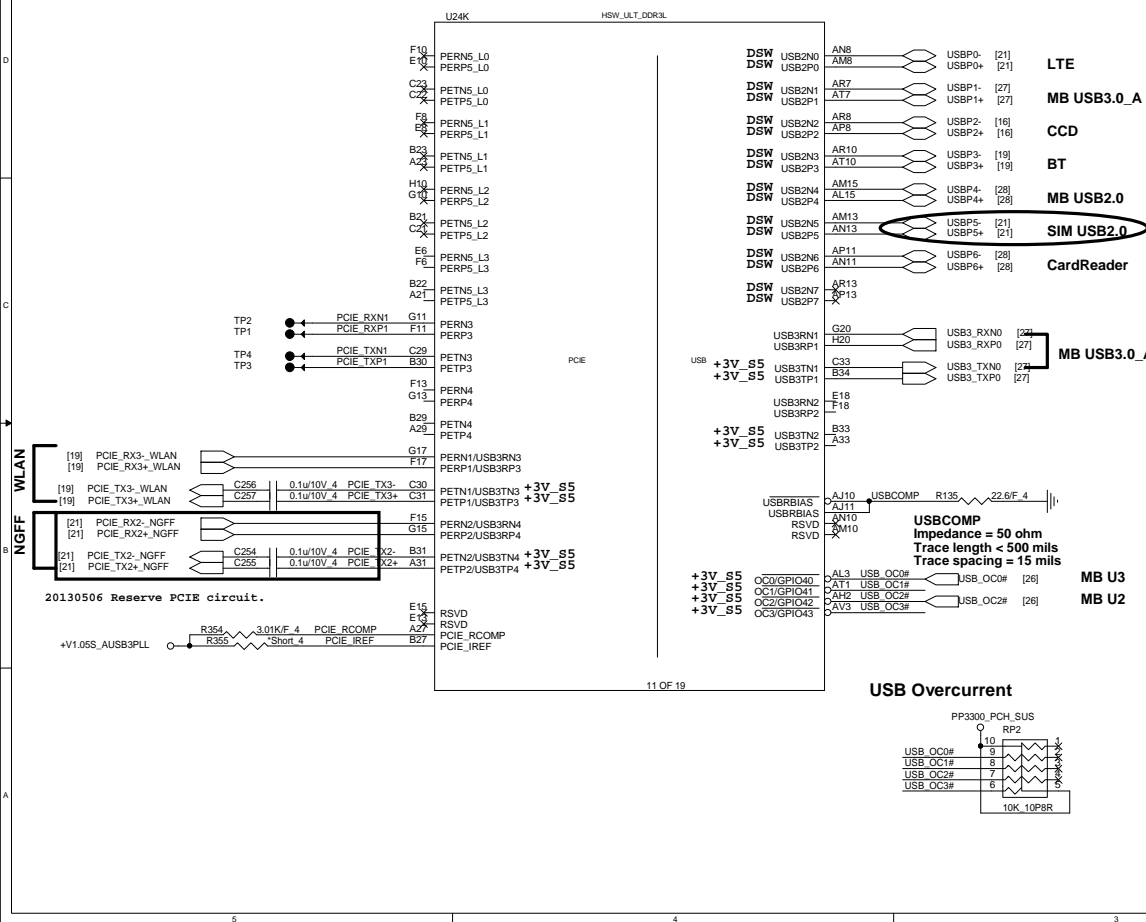 U24K
HSW_ULT_DDR3L
D
C
B
A
F10 PERN5_L0
E10 PERP5_L0
C23 PETN5_L0
C22 PETP5_L0
F8 PERN5_L1
E8 PERP5_L1
B23 PETN5_L1
A23 PETP5_L1
H10 PERN5_L2
G10 PERP5_L2
B21 PETN5_L2
C21 PETP5_L2
E6 PERN5_L3
F6 PERP5_L3
B22 PETN5_L3
A21 PETP5_L3
TP2 PCIE_RXN1 G11 PERN3
TP1 PCIE_RXP1 F11 PERP3
TP4 PCIE_TXN1 C29 PETN3
TP3 PCIE_TXP1 B30 PETP3
F13 PERN4
G13 PERP4
B29 PETN4
A29 PETP4
WLAN
[19] PCIE_RX3-_WLAN G17 PERN1/USB3RN3
[19] PCIE_RX3+_WLAN F17 PERP1/USB3RP3
[19] PCIE_TX3-_WLAN C256 0.1u/10V_4 PCIE_TX3- C30 PETN1/USB3TN3 +3V_S5
[19] PCIE_TX3+_WLAN C257 0.1u/10V_4 PCIE_TX3+ C31 PETP1/USB3TP3 +3V_S5
NGFF
[21] PCIE_RX2-_NGFF F15 PERN2/USB3RN4
[21] PCIE_RX2+_NGFF G15 PERP2/USB3RP4
[21] PCIE_TX2-_NGFF C254 0.1u/10V_4 PCIE_TX2- B31 PETN2/USB3TN4 +3V_S5
[21] PCIE_TX2+_NGFF C255 0.1u/10V_4 PCIE_TX2+ A31 PETP2/USB3TP4 +3V_S5
20130506 Reserve PCIE circuit.
E15 RSVD
E13 RSVD
R354 3.01K/F_4 PCIE_RCOMP A27 PCIE_RCOMP
+V1.05S_AUSB3PLL R355 *Short_4 PCIE_IREF B27 PCIE_IREF
PCIE
USB
DSW USB2N0 AN8 USBP0- [21]
DSW USB2P0 AM8 USBP0+ [21]
LTE
DSW USB2N1 AR7 USBP1- [27]
DSW USB2P1 AT7 USBP1+ [27]
MB USB3.0_A
DSW USB2N2 AR8 USBP2- [16]
DSW USB2P2 AP8 USBP2+ [16]
CCD
DSW USB2N3 AR10 USBP3- [19]
DSW USB2P3 AT10 USBP3+ [19]
BT
DSW USB2N4 AM15 USBP4- [28]
DSW USB2P4 AL15 USBP4+ [28]
MB USB2.0
DSW USB2N5 AM13 USBP5- [21]
DSW USB2P5 AN13 USBP5+ [21]
SIM USB2.0
DSW USB2N6 AP11 USBP6- [28]
DSW USB2P6 AN11 USBP6+ [28]
CardReader
DSW USB2N7 AR13
DSW USB2P7 AP13
USB3RN1 G20 USB3_RXN0 [27]
USB3RP1 H20 USB3_RXP0 [27]
+3V_S5 USB3TN1 C33 USB3_TXN0 [27]
+3V_S5 USB3TP1 B34 USB3_TXP0 [27]
MB USB3.0_A
USB3RN2 E18
USB3RP2 F18
+3V_S5 USB3TN2 B33
+3V_S5 USB3TP2 A33
USBRBIAS AJ10 USBCOMP R135 22.6/F_4
USBRBIAS AJ11
RSVD AN10
RSVD AM10
USBCOMP
Impedance = 50 ohm
Trace length < 500 mils
Trace spacing = 15 mils
+3V_S5 OC0/GPIO40 AL3 USB_OC0# USB_OC0# [26] MB U3
+3V_S5 OC1/GPIO41 AT1 USB_OC1#
+3V_S5 OC2/GPIO42 AH2 USB_OC2# USB_OC2# [26] MB U2
+3V_S5 OC3/GPIO43 AV3 USB_OC3#
11 OF 19
USB Overcurrent
PP3300_PCH_SUS
RP2
10 1
USB_OC0# 9 2
USB_OC1# 8 3
USB_OC2# 7 4
USB_OC3# 6 5
10K_10P8R
5
4
3